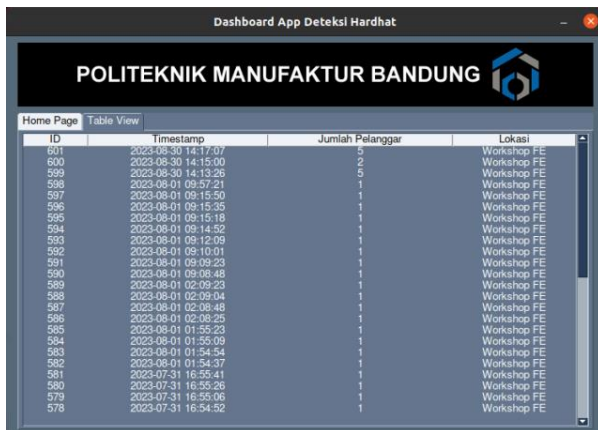 Dashboard App Deteksi Hardhat
POLITEKNIK MANUFAKTUR BANDUNG
Home Page Table View
ID Timestamp Jumlah Pelanggar Lokasi
601 2023-08-30 14:17:07 5 Workshop FE
600 2023-08-30 14:15:00 2 Workshop FE
599 2023-08-30 14:13:26 5 Workshop FE
598 2023-08-01 09:57:21 1 Workshop FE
597 2023-08-01 09:15:50 1 Workshop FE
596 2023-08-01 09:15:35 1 Workshop FE
595 2023-08-01 09:15:18 1 Workshop FE
594 2023-08-01 09:14:52 1 Workshop FE
593 2023-08-01 09:12:09 1 Workshop FE
592 2023-08-01 09:10:01 1 Workshop FE
591 2023-08-01 09:09:23 1 Workshop FE
590 2023-08-01 09:08:48 1 Workshop FE
589 2023-08-01 02:09:23 1 Workshop FE
588 2023-08-01 02:09:04 1 Workshop FE
587 2023-08-01 02:08:48 1 Workshop FE
586 2023-08-01 02:08:25 1 Workshop FE
585 2023-08-01 01:55:23 1 Workshop FE
584 2023-08-01 01:55:09 1 Workshop FE
583 2023-08-01 01:54:54 1 Workshop FE
582 2023-08-01 01:54:37 1 Workshop FE
581 2023-07-31 16:55:41 1 Workshop FE
580 2023-07-31 16:55:26 1 Workshop FE
579 2023-07-31 16:55:06 1 Workshop FE
578 2023-07-31 16:54:52 1 Workshop FE